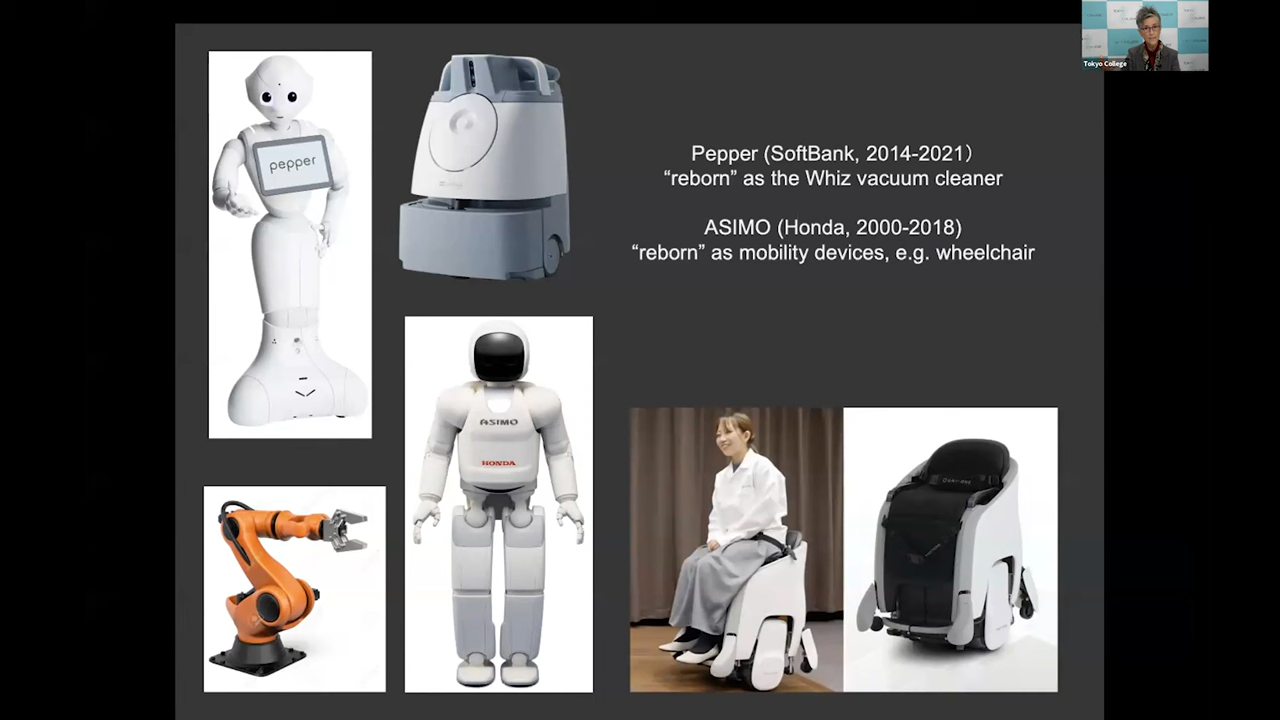 Tokyo College
pepper
Pepper (SoftBank, 2014-2021）
“reborn” as the Whiz vacuum cleaner
ASIMO (Honda, 2000-2018)
“reborn” as mobility devices, e.g. wheelchair
ASIMO
HONDA